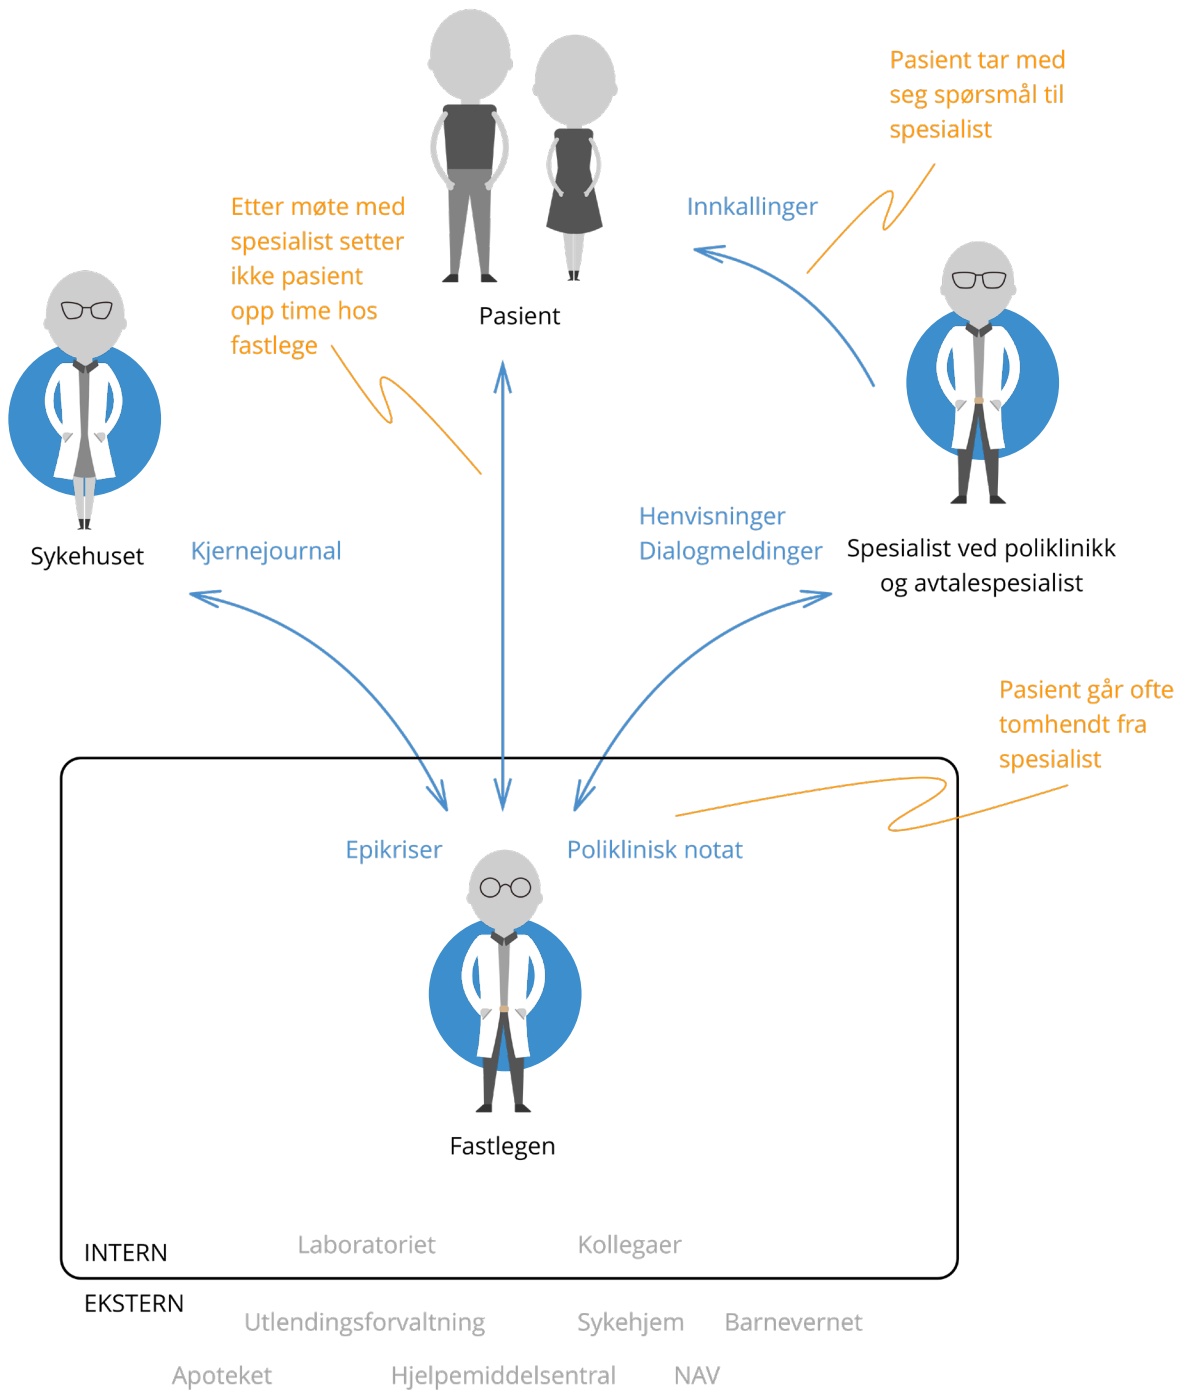 Pasient tar med
seg spørsmål til
spesialist
Etter møte med
spesialist setter
ikke pasient
opp time hos
fastlege
Innkallinger
Pasient
Henvisninger
Dialogmeldinger
Sykehuset
Kjernejournal
Spesialist ved poliklinikk
og avtalespesialist
Pasient går ofte
tomhendt fra
spesialist
Epikriser
Poliklinisk notat
Fastlegen
INTERN
Laboratoriet
Kollegaer
EKSTERN
Utlendingsforvaltning
Sykehjem
Barnevernet
Apoteket
Hjelpemiddelsentral
NAV